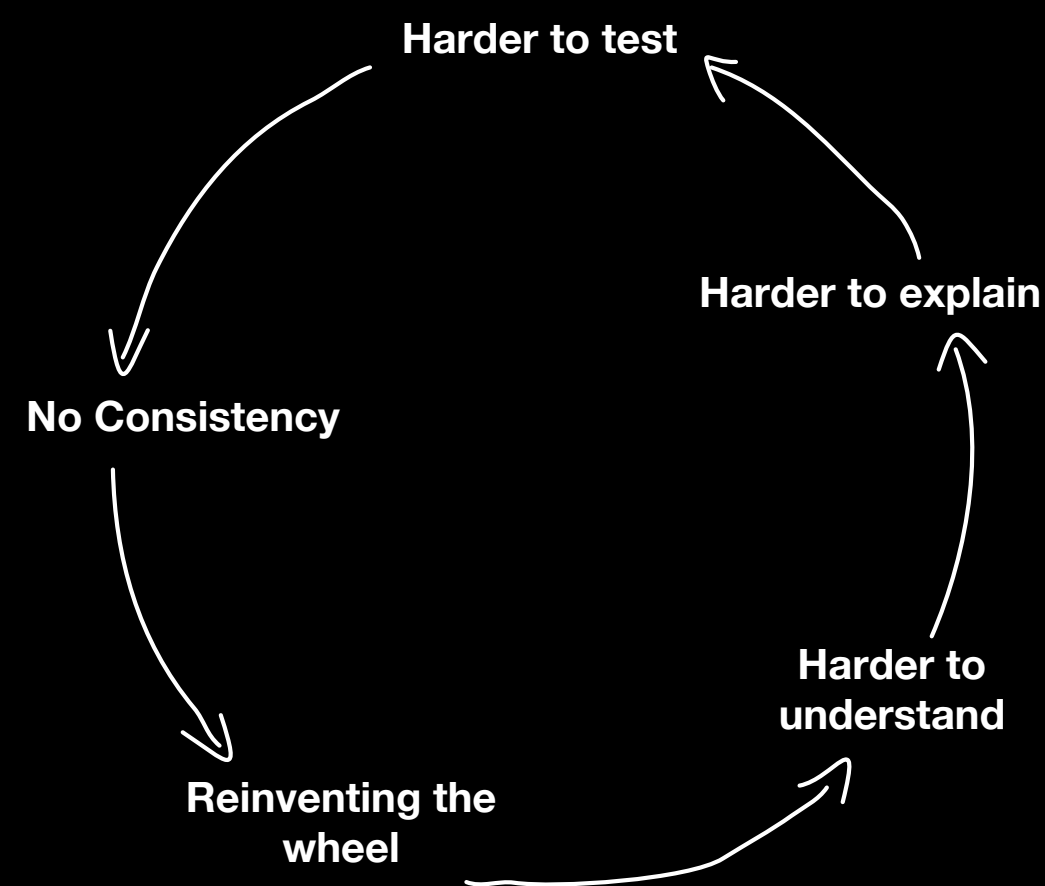 Harder to test
Harder to explain
No Consistency
Harder to
understand
Reinventing the
wheel